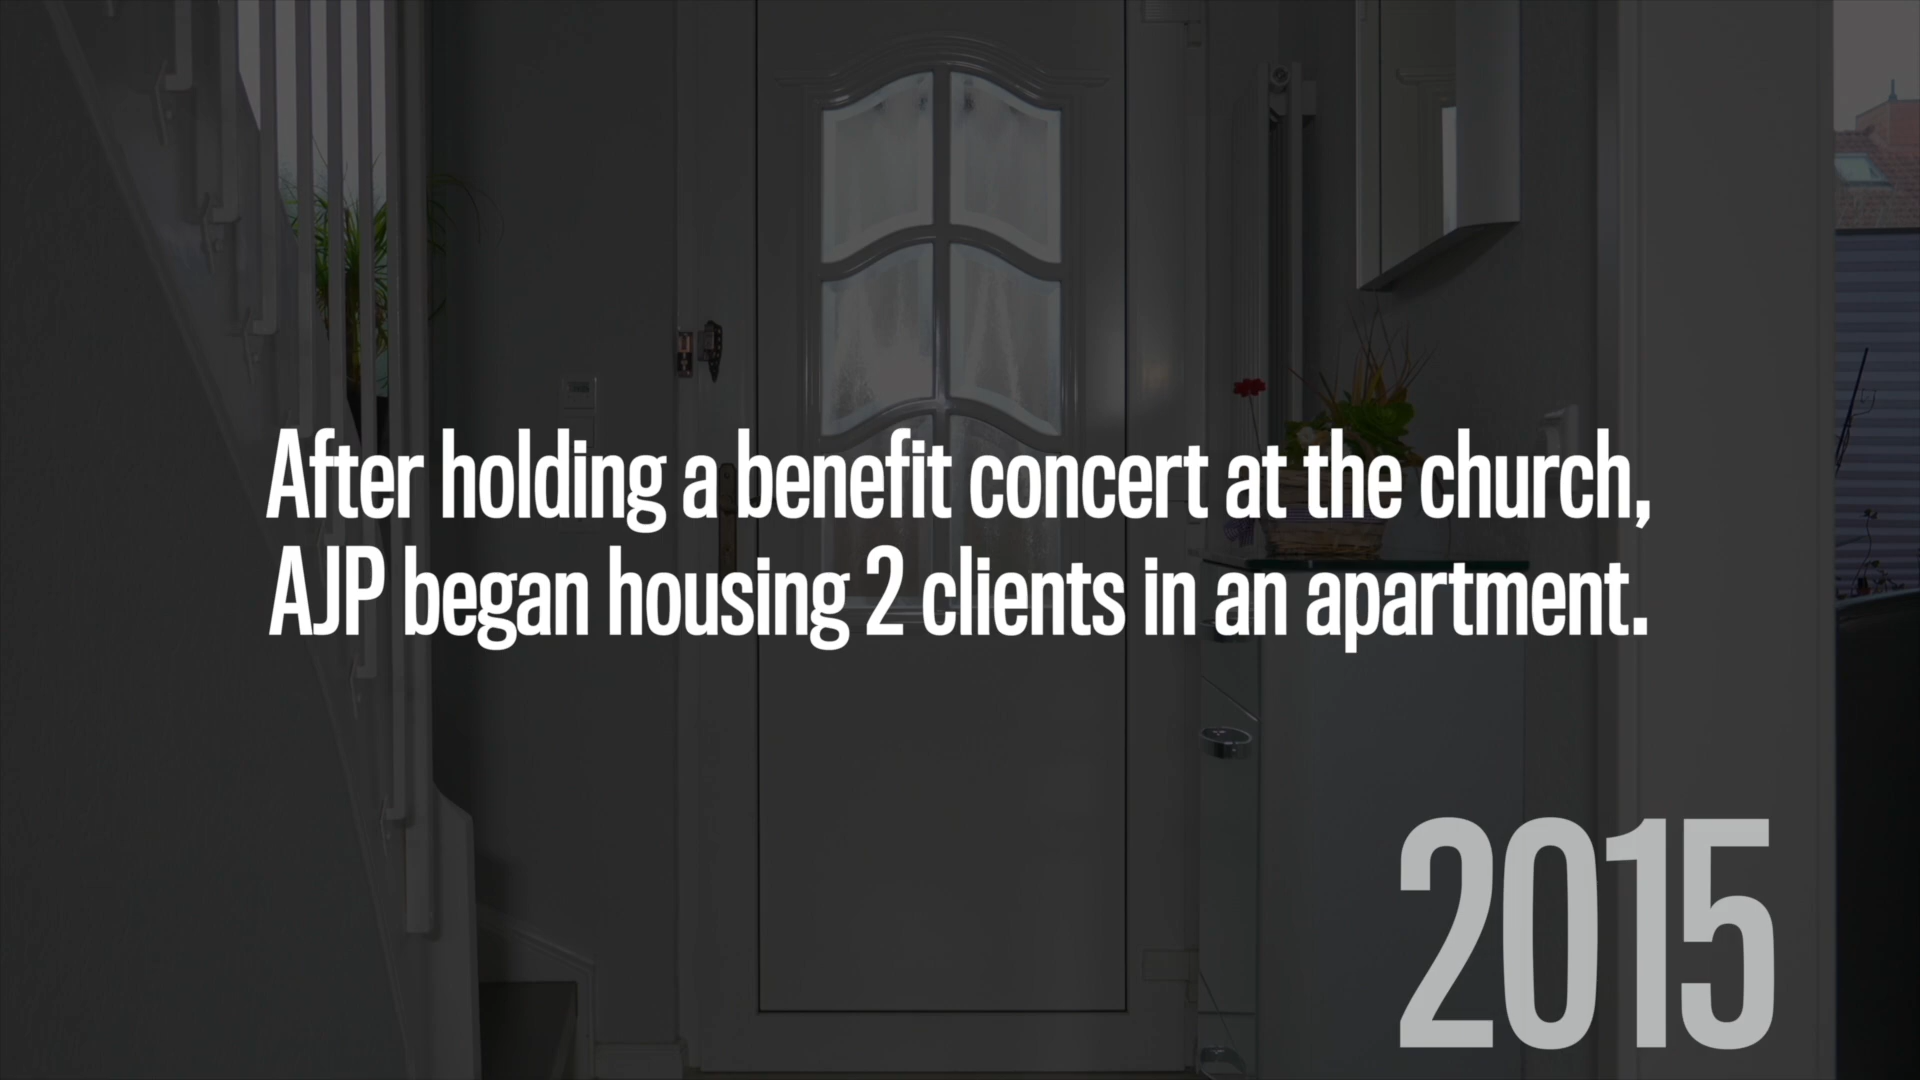 After holding a benefit concert at the church,
AJP began housing 2 clients in an apartment.
2015